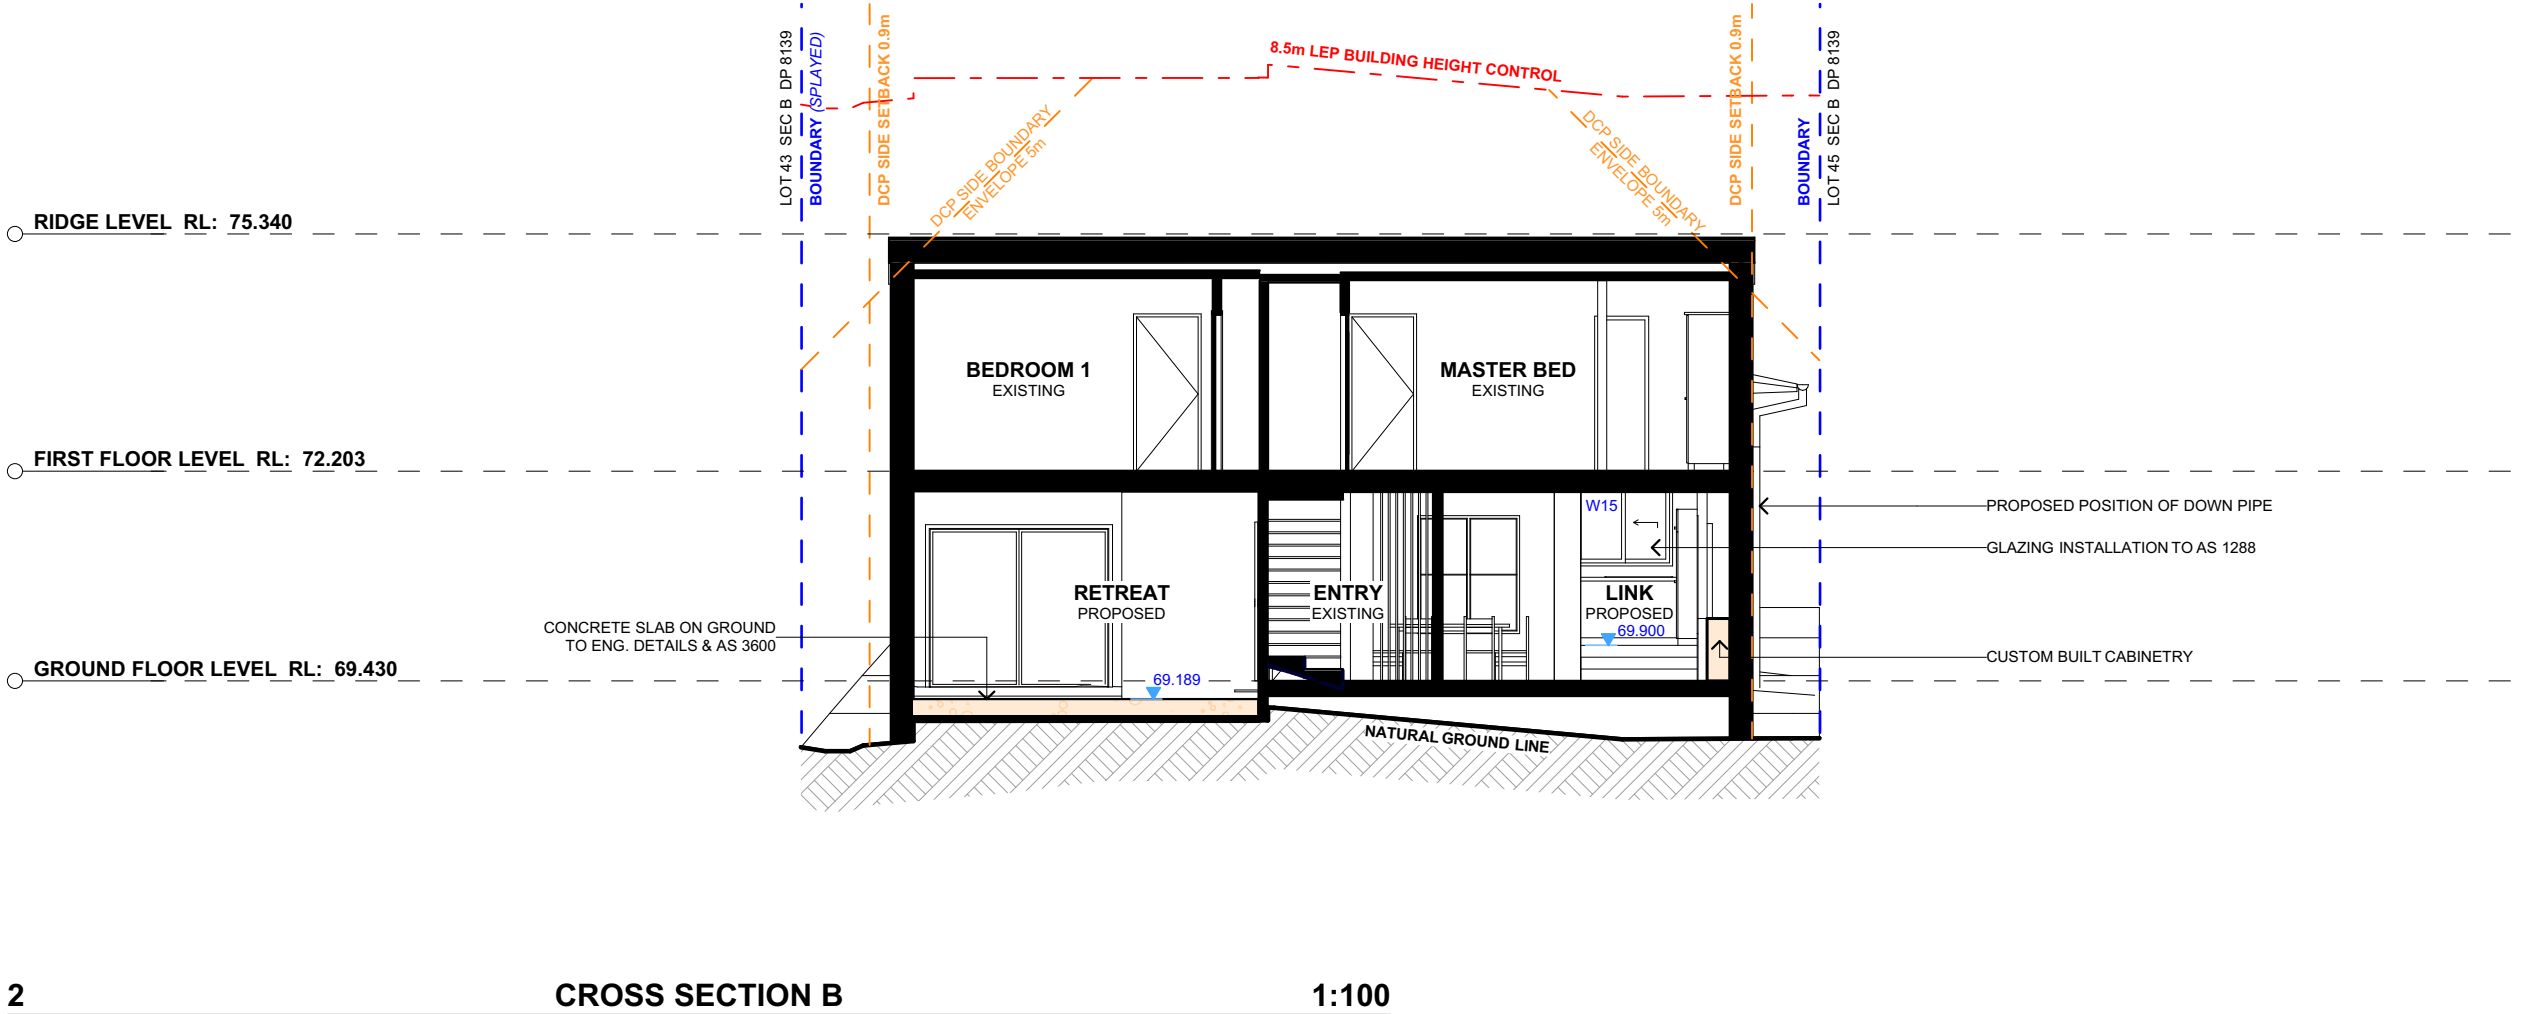 8.5m LEP BUILDING HEIGHT CONTROL
LOT 43 SEC B DP 8139
BOUNDARY (SPLAYED)
DCP SIDE SETBACK 0.9m
DCP SIDE BOUNDARY
ENVELOPE 5m
DCP SIDE BOUNDARY
ENVELOPE 5m
DCP SIDE SETBACK 0.9m
BOUNDARY
LOT 45 SEC B DP 8139
RIDGE LEVEL RL: 75.340
BEDROOM 1
EXISTING
MASTER BED
EXISTING
FIRST FLOOR LEVEL RL: 72.203
W15
PROPOSED POSITION OF DOWN PIPE
GLAZING INSTALLATION TO AS 1288
RETREAT
PROPOSED
ENTRY
EXISTING
LINK
PROPOSED
69.900
CONCRETE SLAB ON GROUND
TO ENG. DETAILS & AS 3600
CUSTOM BUILT CABINETRY
GROUND FLOOR LEVEL RL: 69.430
69.189
NATURAL GROUND LINE
2 CROSS SECTION B 1:100